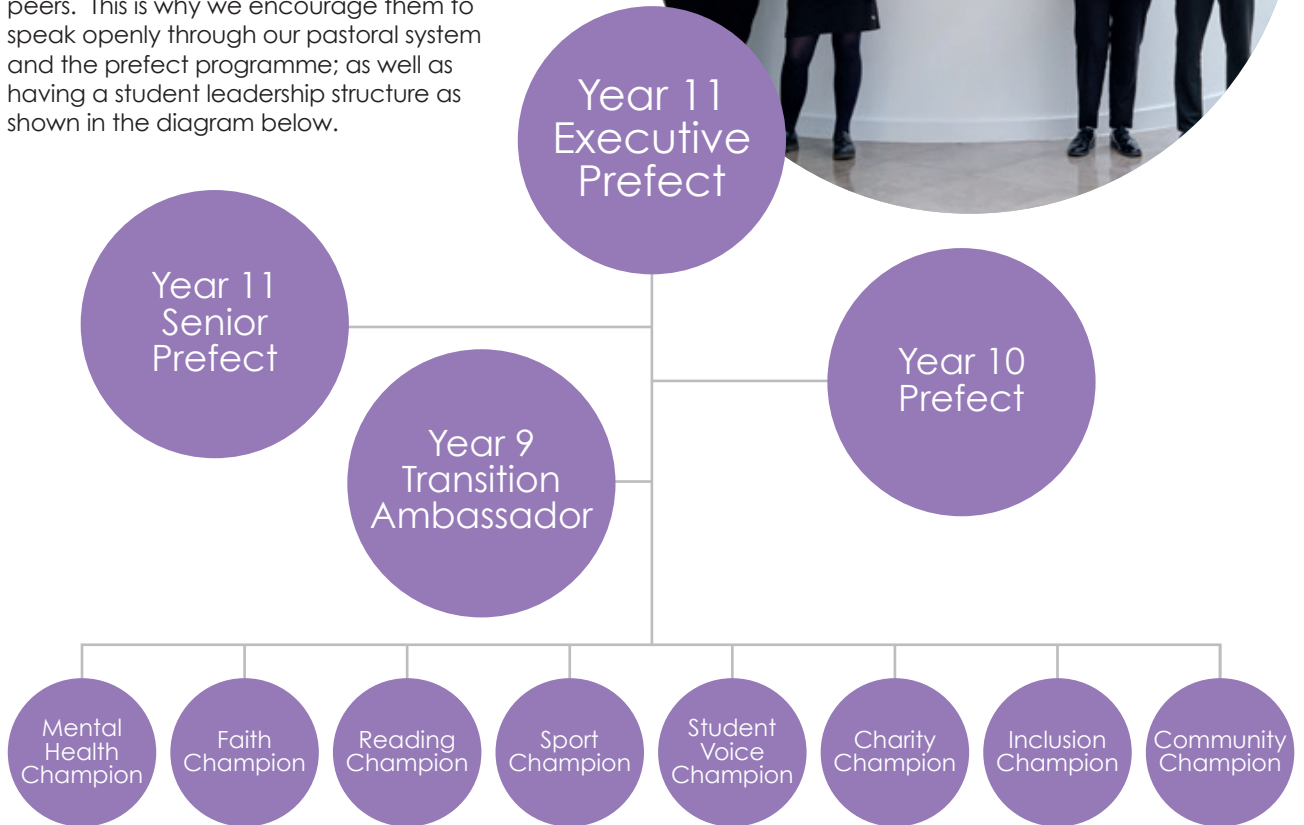 peers. This is why we encourage them to
speak openly through our pastoral system
and the prefect programme; as well as
having a student leadership structure as
shown in the diagram below.
Year 11
Executive
Prefect
Year 11
Senior
Prefect
Year 10
Prefect
Year 9
Transition
Ambassador
Mental
Health
Champion
Faith
Champion
Reading
Champion
Sport
Champion
Student
Voice
Champion
Charity
Champion
Inclusion
Champion
Community
Champion